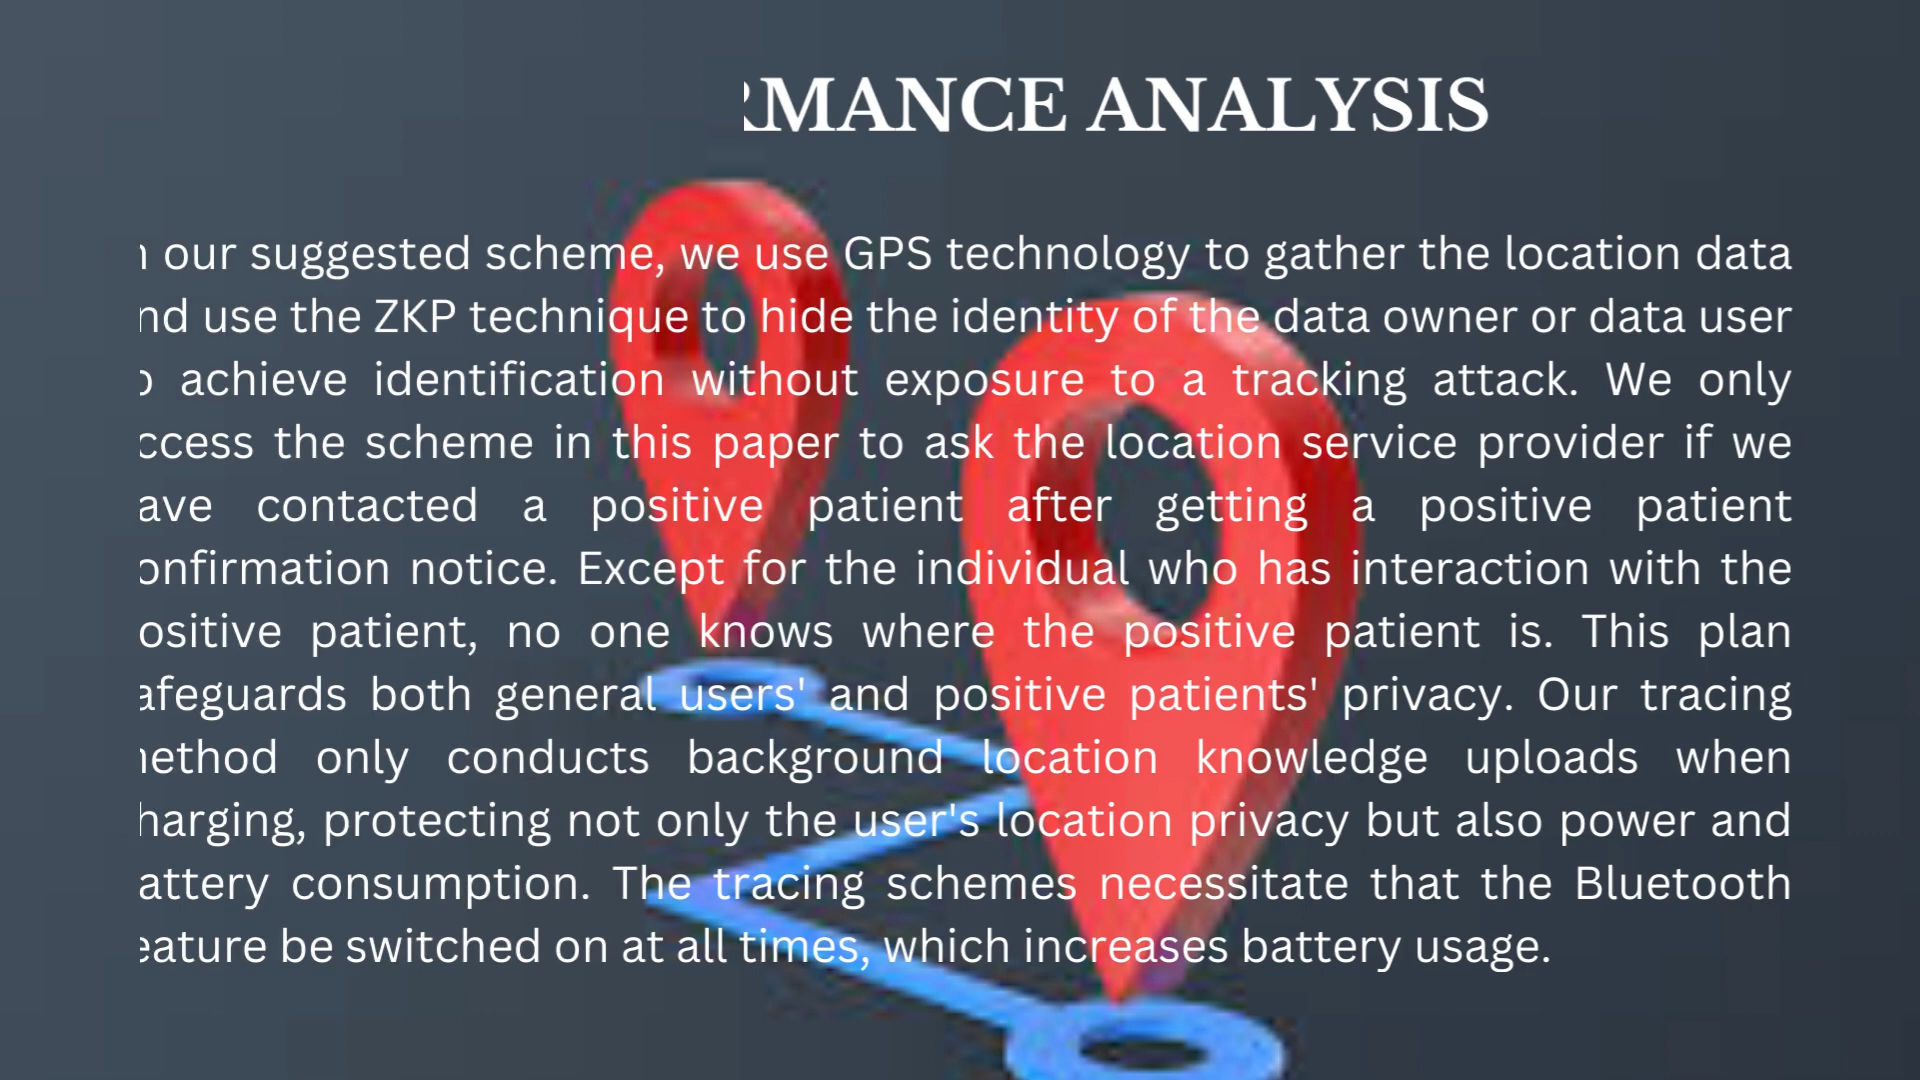 RMANCE ANALYSIS
n our suggested scheme, we use GPS technology to gather the location data
nd use the ZKP technique to hide the identity of the data owner or data user
o achieve identification without exposure to a tracking attack. We only
ccess the scheme in this paper to ask the location service provider if we
ave contacted a positive patient after getting a positive patient
onfirmation notice. Except for the individual who has interaction with the
ositive patient, no one knows where the positive patient is. This plan
afeguards both general users' and positive patients' privacy. Our tracing
nethod only conducts background location knowledge uploads when
harging, protecting not only the user's location privacy but also power and
attery consumption. The tracing schemes necessitate that the Bluetooth
eature be switched on at all times, which increases battery usage.